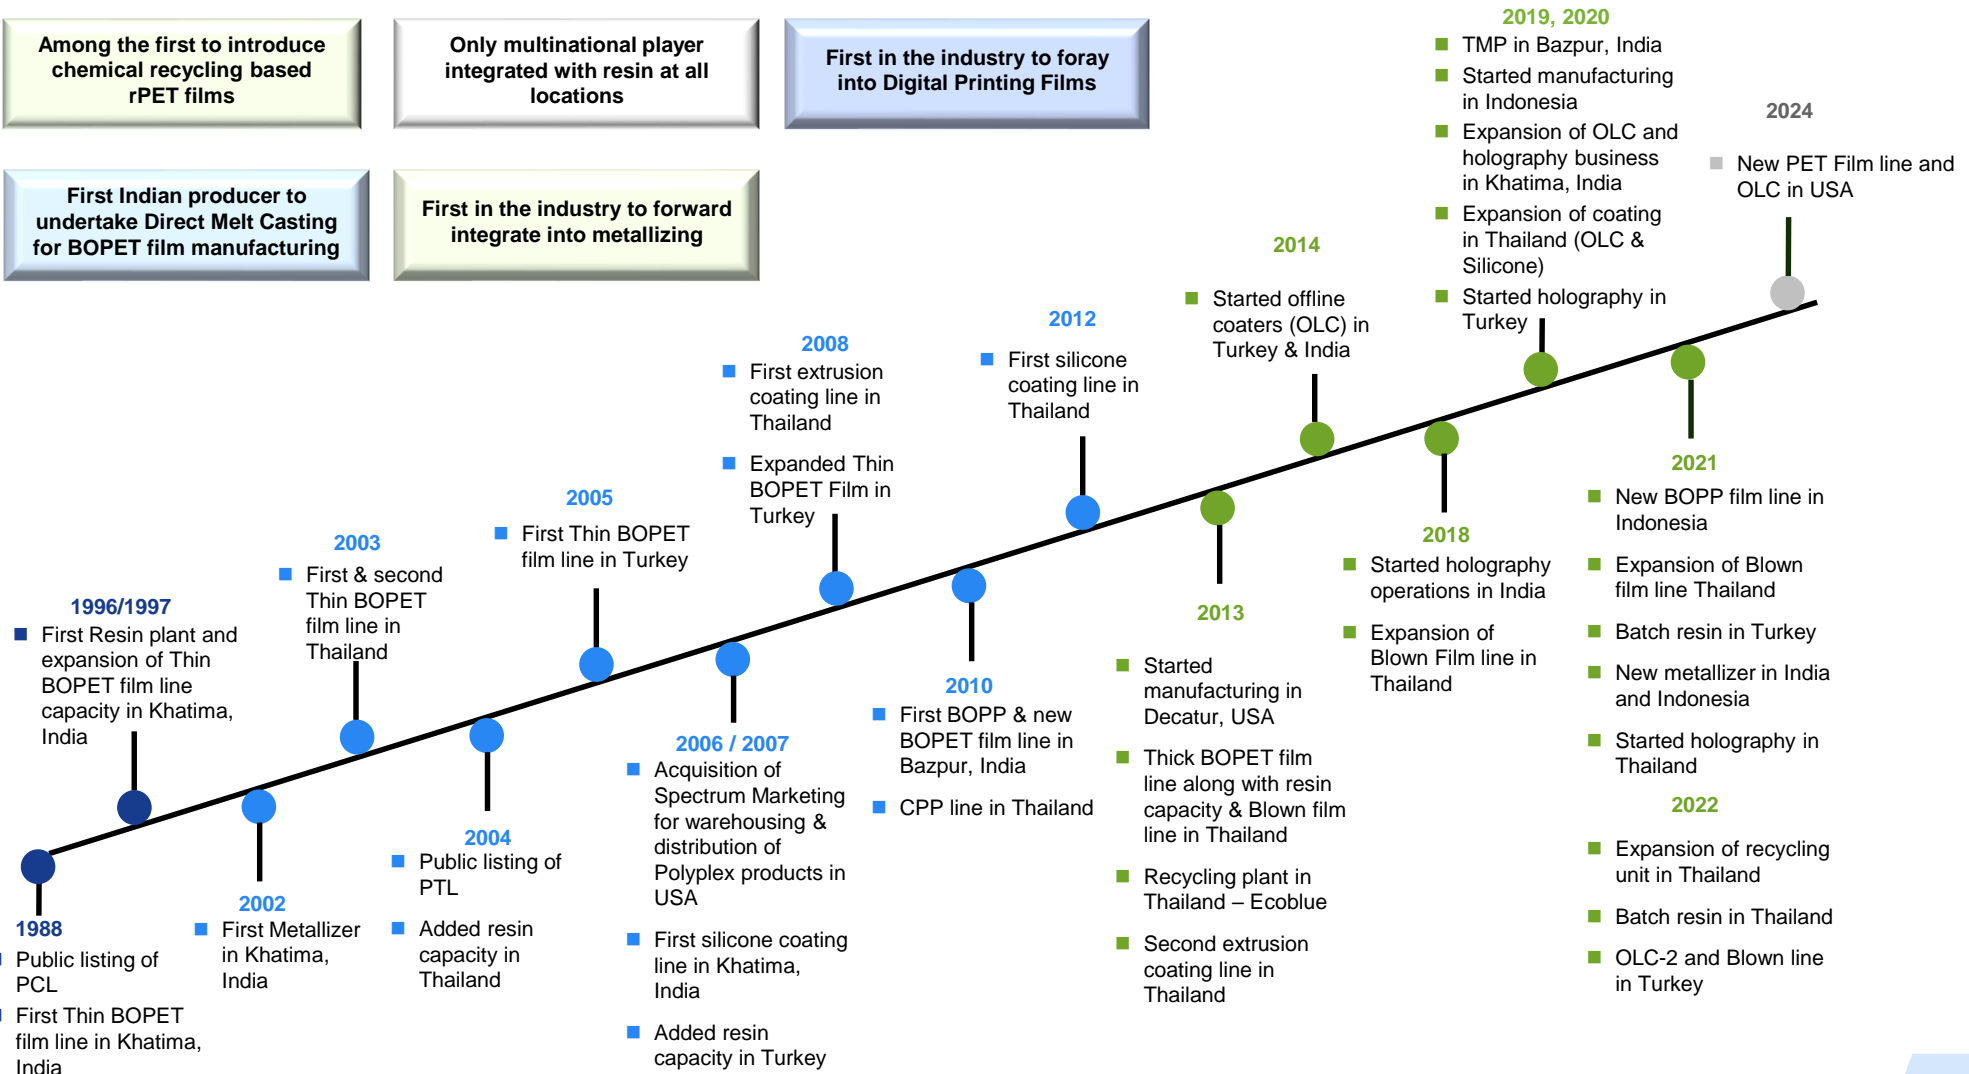 Among the first to introduce
chemical recycling based
rPET films
Only multinational player
integrated with resin at all
locations
First in the industry to foray
into Digital Printing Films
First Indian producer to
undertake Direct Melt Casting
for BOPET film manufacturing
First in the industry to forward
integrate into metallizing
1988
Public listing of
PCL
First Thin BOPET
film line in Khatima,
India
1996/1997
First Resin plant and
expansion of Thin
BOPET film line
capacity in Khatima,
India
2002
First Metallizer
in Khatima,
India
2003
First & second
Thin BOPET
film line in
Thailand
2004
Public listing of
PTL
Added resin
capacity in
Thailand
2005
First Thin BOPET
film line in Turkey
2006 / 2007
Acquisition of
Spectrum Marketing
for warehousing &
distribution of
Polyplex products in
USA
First silicone coating
line in Khatima,
India
Added resin
capacity in Turkey
2008
First extrusion
coating line in
Thailand
Expanded Thin
BOPET Film in
Turkey
2010
First BOPP & new
BOPET film line in
Bazpur, India
CPP line in Thailand
2012
First silicone
coating line in
Thailand
2013
Started
manufacturing in
Decatur, USA
Thick BOPET film
line along with resin
capacity & Blown film
line in Thailand
Recycling plant in
Thailand – Ecoblue
Second extrusion
coating line in
Thailand
2014
Started offline
coaters (OLC) in
Turkey & India
2018
Started holography
operations in India
Expansion of
Blown Film line in
Thailand
2019, 2020
TMP in Bazpur, India
Started manufacturing
in Indonesia
Expansion of OLC and
holography business
in Khatima, India
Expansion of coating
in Thailand (OLC &
Silicone)
Started holography in
Turkey
2021
New BOPP film line in
Indonesia
Expansion of Blown
film line Thailand
Batch resin in Turkey
New metallizer in India
and Indonesia
Started holography in
Thailand
2022
Expansion of recycling
unit in Thailand
Batch resin in Thailand
OLC-2 and Blown line
in Turkey
2024
New PET Film line and
OLC in USA